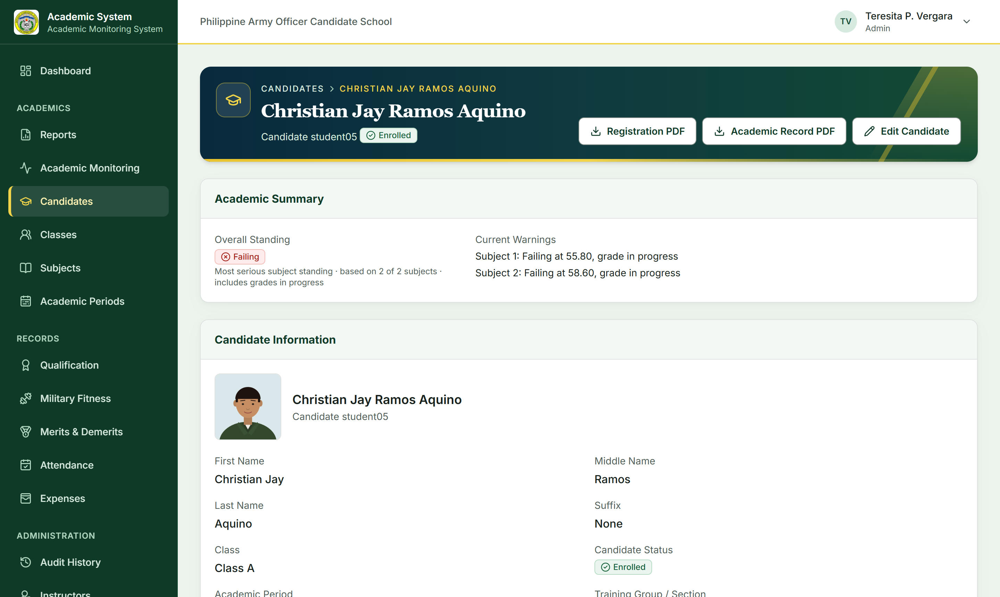 Academic System
Academic Monitoring System
Philippine Army Officer Candidate School
TV
Teresita P. Vergara
Admin
Dashboard
ACADEMICS
Reports
Academic Monitoring
Candidates
Classes
Subjects
Academic Periods
RECORDS
Qualification
Military Fitness
Merits & Demerits
Attendance
Expenses
ADMINISTRATION
Audit History
Instructors
CANDIDATES > CHRISTIAN JAY RAMOS AQUINO
Christian Jay Ramos Aquino
Candidate student05 Enrolled
Registration PDF
Academic Record PDF
Edit Candidate
Academic Summary
Overall Standing
Failing
Most serious subject standing · based on 2 of 2 subjects ·
includes grades in progress
Current Warnings
Subject 1: Failing at 55.80, grade in progress
Subject 2: Failing at 58.60, grade in progress
Candidate Information
Christian Jay Ramos Aquino
Candidate student05
First Name
Christian Jay
Middle Name
Ramos
Last Name
Aquino
Suffix
None
Class
Class A
Candidate Status
Enrolled
Academic Period
Training Group / Section